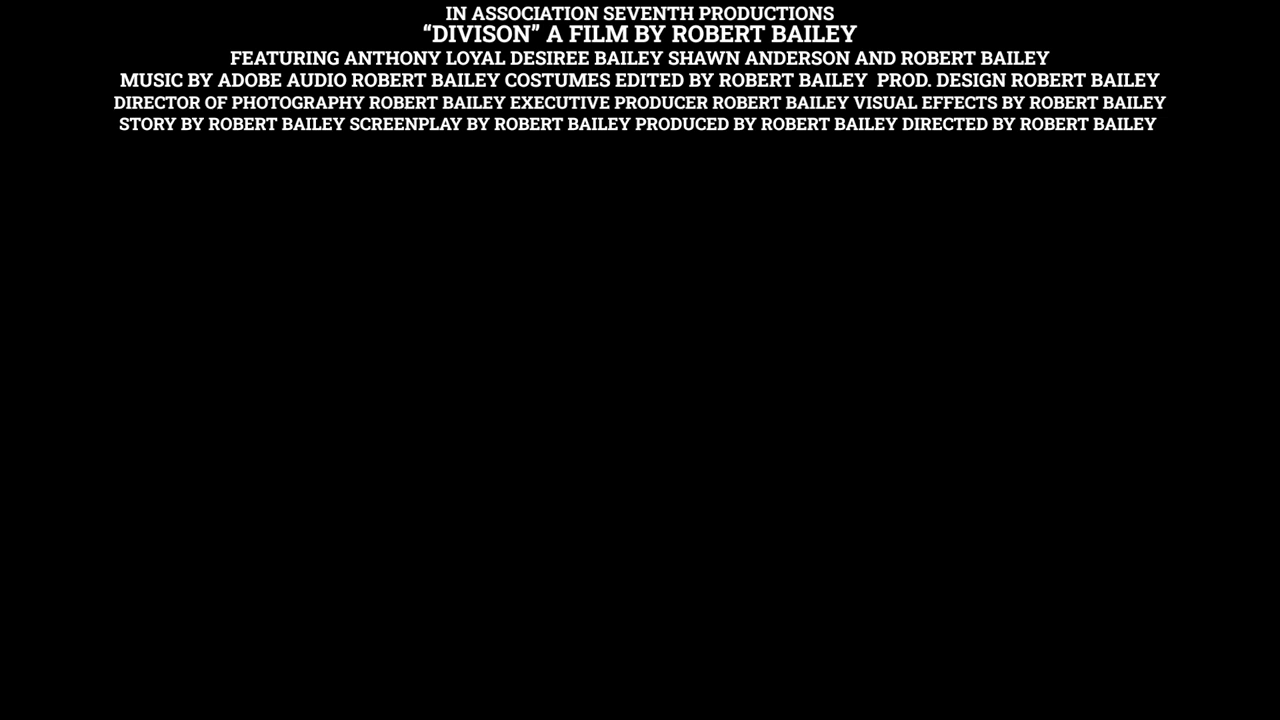 IN ASSOCIATION SEVENTH PRODUCTIONS
“DIVISON” A FILM BY ROBERT BAILEY
FEATURING ANTHONY LOYAL DESIREE BAILEY SHAWN ANDERSON AND ROBERT BAILEY
MUSIC BY ADOBE AUDIO ROBERT BAILEY COSTUMES EDITED BY ROBERT BAILEY  PROD. DESIGN ROBERT BAILEY
DIRECTOR OF PHOTOGRAPHY ROBERT BAILEY EXECUTIVE PRODUCER ROBERT BAILEY VISUAL EFFECTS BY ROBERT BAILEY
STORY BY ROBERT BAILEY SCREENPLAY BY ROBERT BAILEY PRODUCED BY ROBERT BAILEY DIRECTED BY ROBERT BAILEY